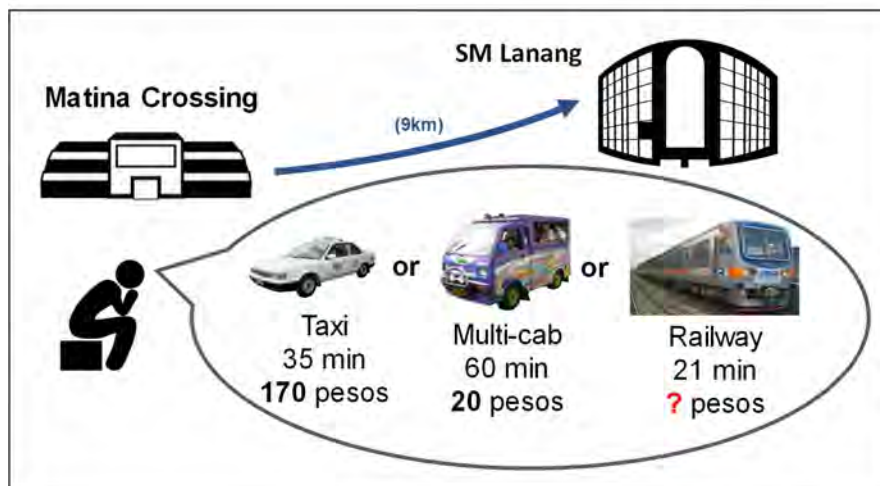 SM Lanang
Matina Crossing
(9km)
or
or
Taxi
35 min
170 pesos
Multi-cab
60 min
20 pesos
Railway
21 min
? pesos